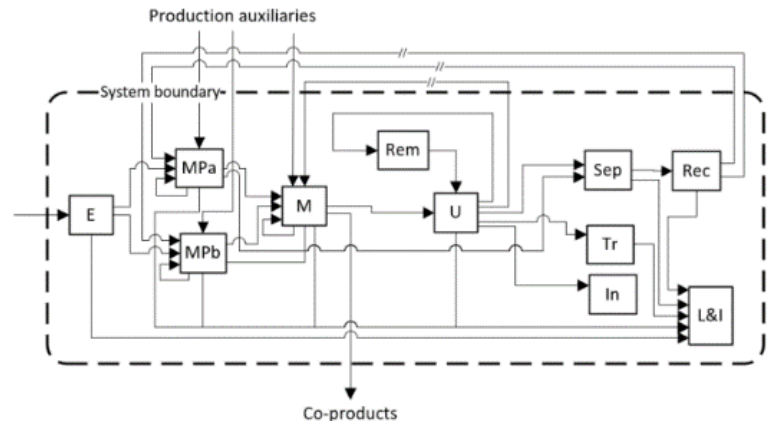 Production auxiliaries
System boundary
MPa
Rem
Sep
Rec
E
M
U
MPb
Tr
In
L&I
Co-products